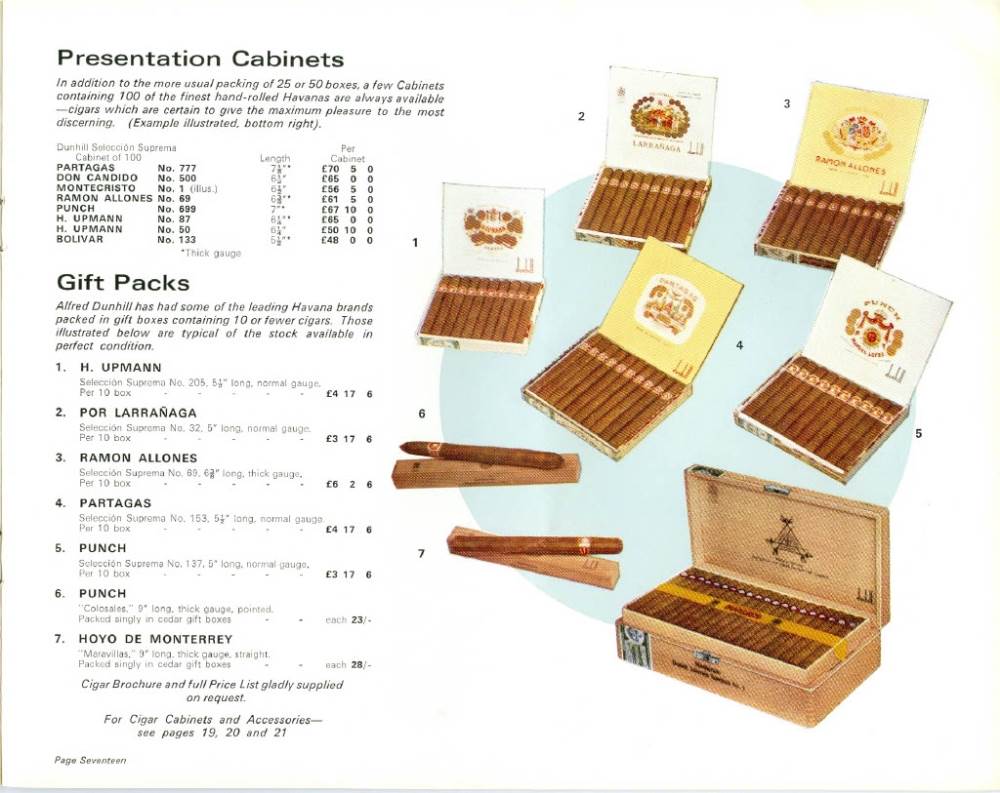 Presentation Cabinets
In addition to the more usual packing of 25 or 50 boxes, a few Cabinets
containing 100 of the finest hand-rolled Havanas are always available
—cigars which are certain to give the maximum pleasure to the most
discerning. (Example illustrated, bottom right).
Dunhill Selección Suprema Per
Cabinet of 100 Length Cabinet
PARTAGAS No. 777 £70 5 0
DON CANDIDO No. 500 £65 0 0
MONTECRISTO No. 1 (illus.) £56 5 0
RAMON ALLONES No. 69 £61 5 0
PUNCH No. 699 7"* £67 10 0
H. UPMANN No. 87 £65 0 0
H. UPMANN No. 50 £50 10 0
BOLIVAR No. 133 £48 0 0
*Thick gauge
Gift Packs
Alfred Dunhill has had some of the leading Havana brands
packed in gift boxes containing 10 or fewer cigars. Those
illustrated below are typical of the stock available in
perfect condition.
1. H. UPMANN
Selección Suprema No. 205, 5½" long, normal gauge.
Per 10 box - - - - - £4 17 6
2. POR LARRAÑAGA
Selección Suprema No. 32, 5" long, normal gauge.
Per 10 box - - - - - £3 17 6
3. RAMON ALLONES
Selección Suprema No. 69, long, thick gauge.
Per 10 box - - - - - £6 2 6
4. PARTAGAS
Selección Suprema No. 153, 5½" long, normal gauge
Per 10 box - - - - - £4 17 6
5. PUNCH
Selección Suprema No. 137, 5" long, normal gauge.
Per 10 box - - - - - £3 17 6
6. PUNCH
"Colosales," 9" long, thick gauge, pointed.
Packed singly in cedar gift boxes - - each 23/-
7. HOYO DE MONTERREY
"Maravillas," 9" long, thick gauge, straight.
Packed singly in cedar gift boxes - - each 28/-
Cigar Brochure and full Price List gladly supplied
on request.
For Cigar Cabinets and Accessories—
see pages 19, 20 and 21
Page Seventeen
1
2
3
4
5
6
7
LARRAÑAGA
RAMON ALLONES
PARTAGAS
PUNCH
MANUEL LOPEZ